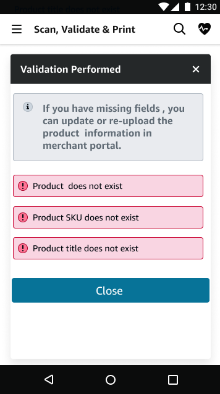 12:30
Scan, Validate & Print
Validation Performed
If you have missing fields , you
can update or re-upload the
product information in
merchant portal.
Product does not exist
Product SKU does not exist
Product title does not exist
Close